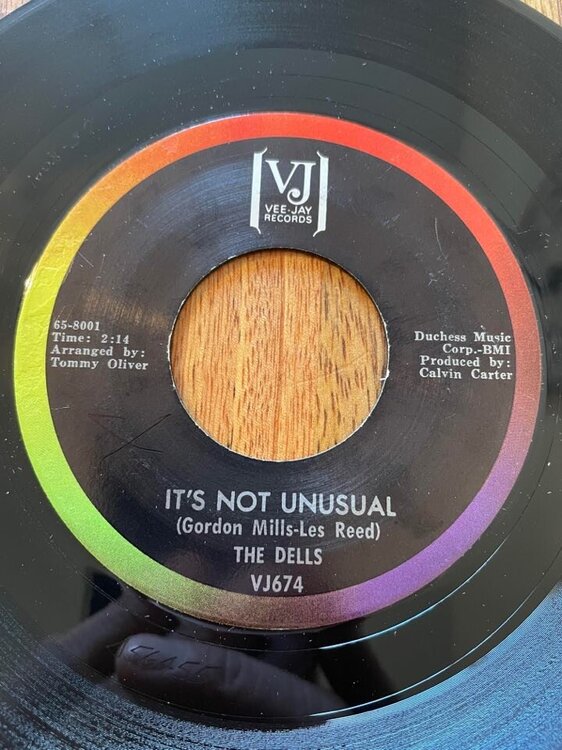 VJ
VEE-JAY
RECORDS
65-8001
Time: 2:14
Arranged by:
Tommy Oliver
Duchess Music
Corp.-BMI
Produced by:
Calvin Carter
IT'S NOT UNUSUAL
(Gordon Mills-Les Reed)
THE DELLS
VJ674